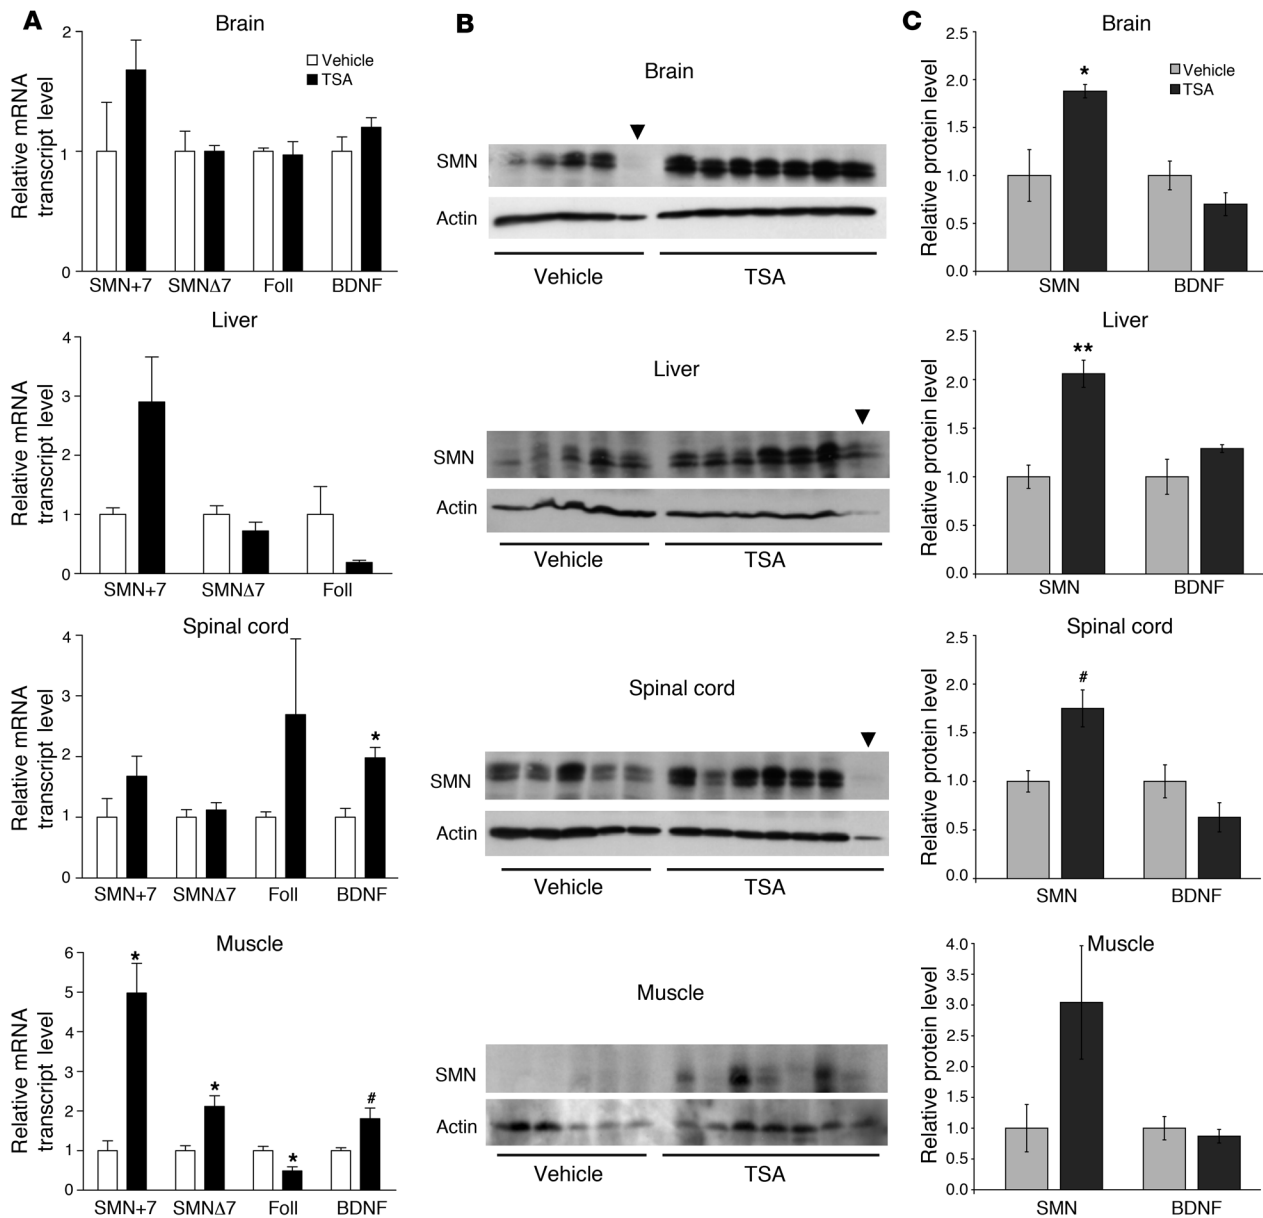 A
Brain
Relative mRNA
transcript level
2
1
0
Vehicle
TSA
SMN+7 SMNΔ7 Foll BDNF
Liver
Relative mRNA
transcript level
4
3
2
1
0
SMN+7 SMNΔ7 Foll
Spinal cord
Relative mRNA
transcript level
4
3
2
1
0
*
SMN+7 SMNΔ7 Foll BDNF
Muscle
Relative mRNA
transcript level
6
5
4
3
2
1
0
* * * #
SMN+7 SMNΔ7 Foll BDNF
B
Brain
SMN
Actin
Vehicle TSA
Liver
SMN
Actin
Vehicle TSA
Spinal cord
SMN
Actin
Vehicle TSA
Muscle
SMN
Actin
Vehicle TSA
C
Brain
Relative protein level
2.5
2.0
1.0
0.5
0.0
*
Vehicle
TSA
SMN BDNF
Liver
Relative protein level
2.5
2.0
1.5
1.0
0.5
0.0
**
SMN BDNF
Spinal cord
Relative protein level
2.5
2.0
1.5
1.0
0.5
0.0
#
SMN BDNF
Muscle
Relative protein level
4.0
3.0
2.0
1.5
1.0
0.5
0.0
SMN BDNF